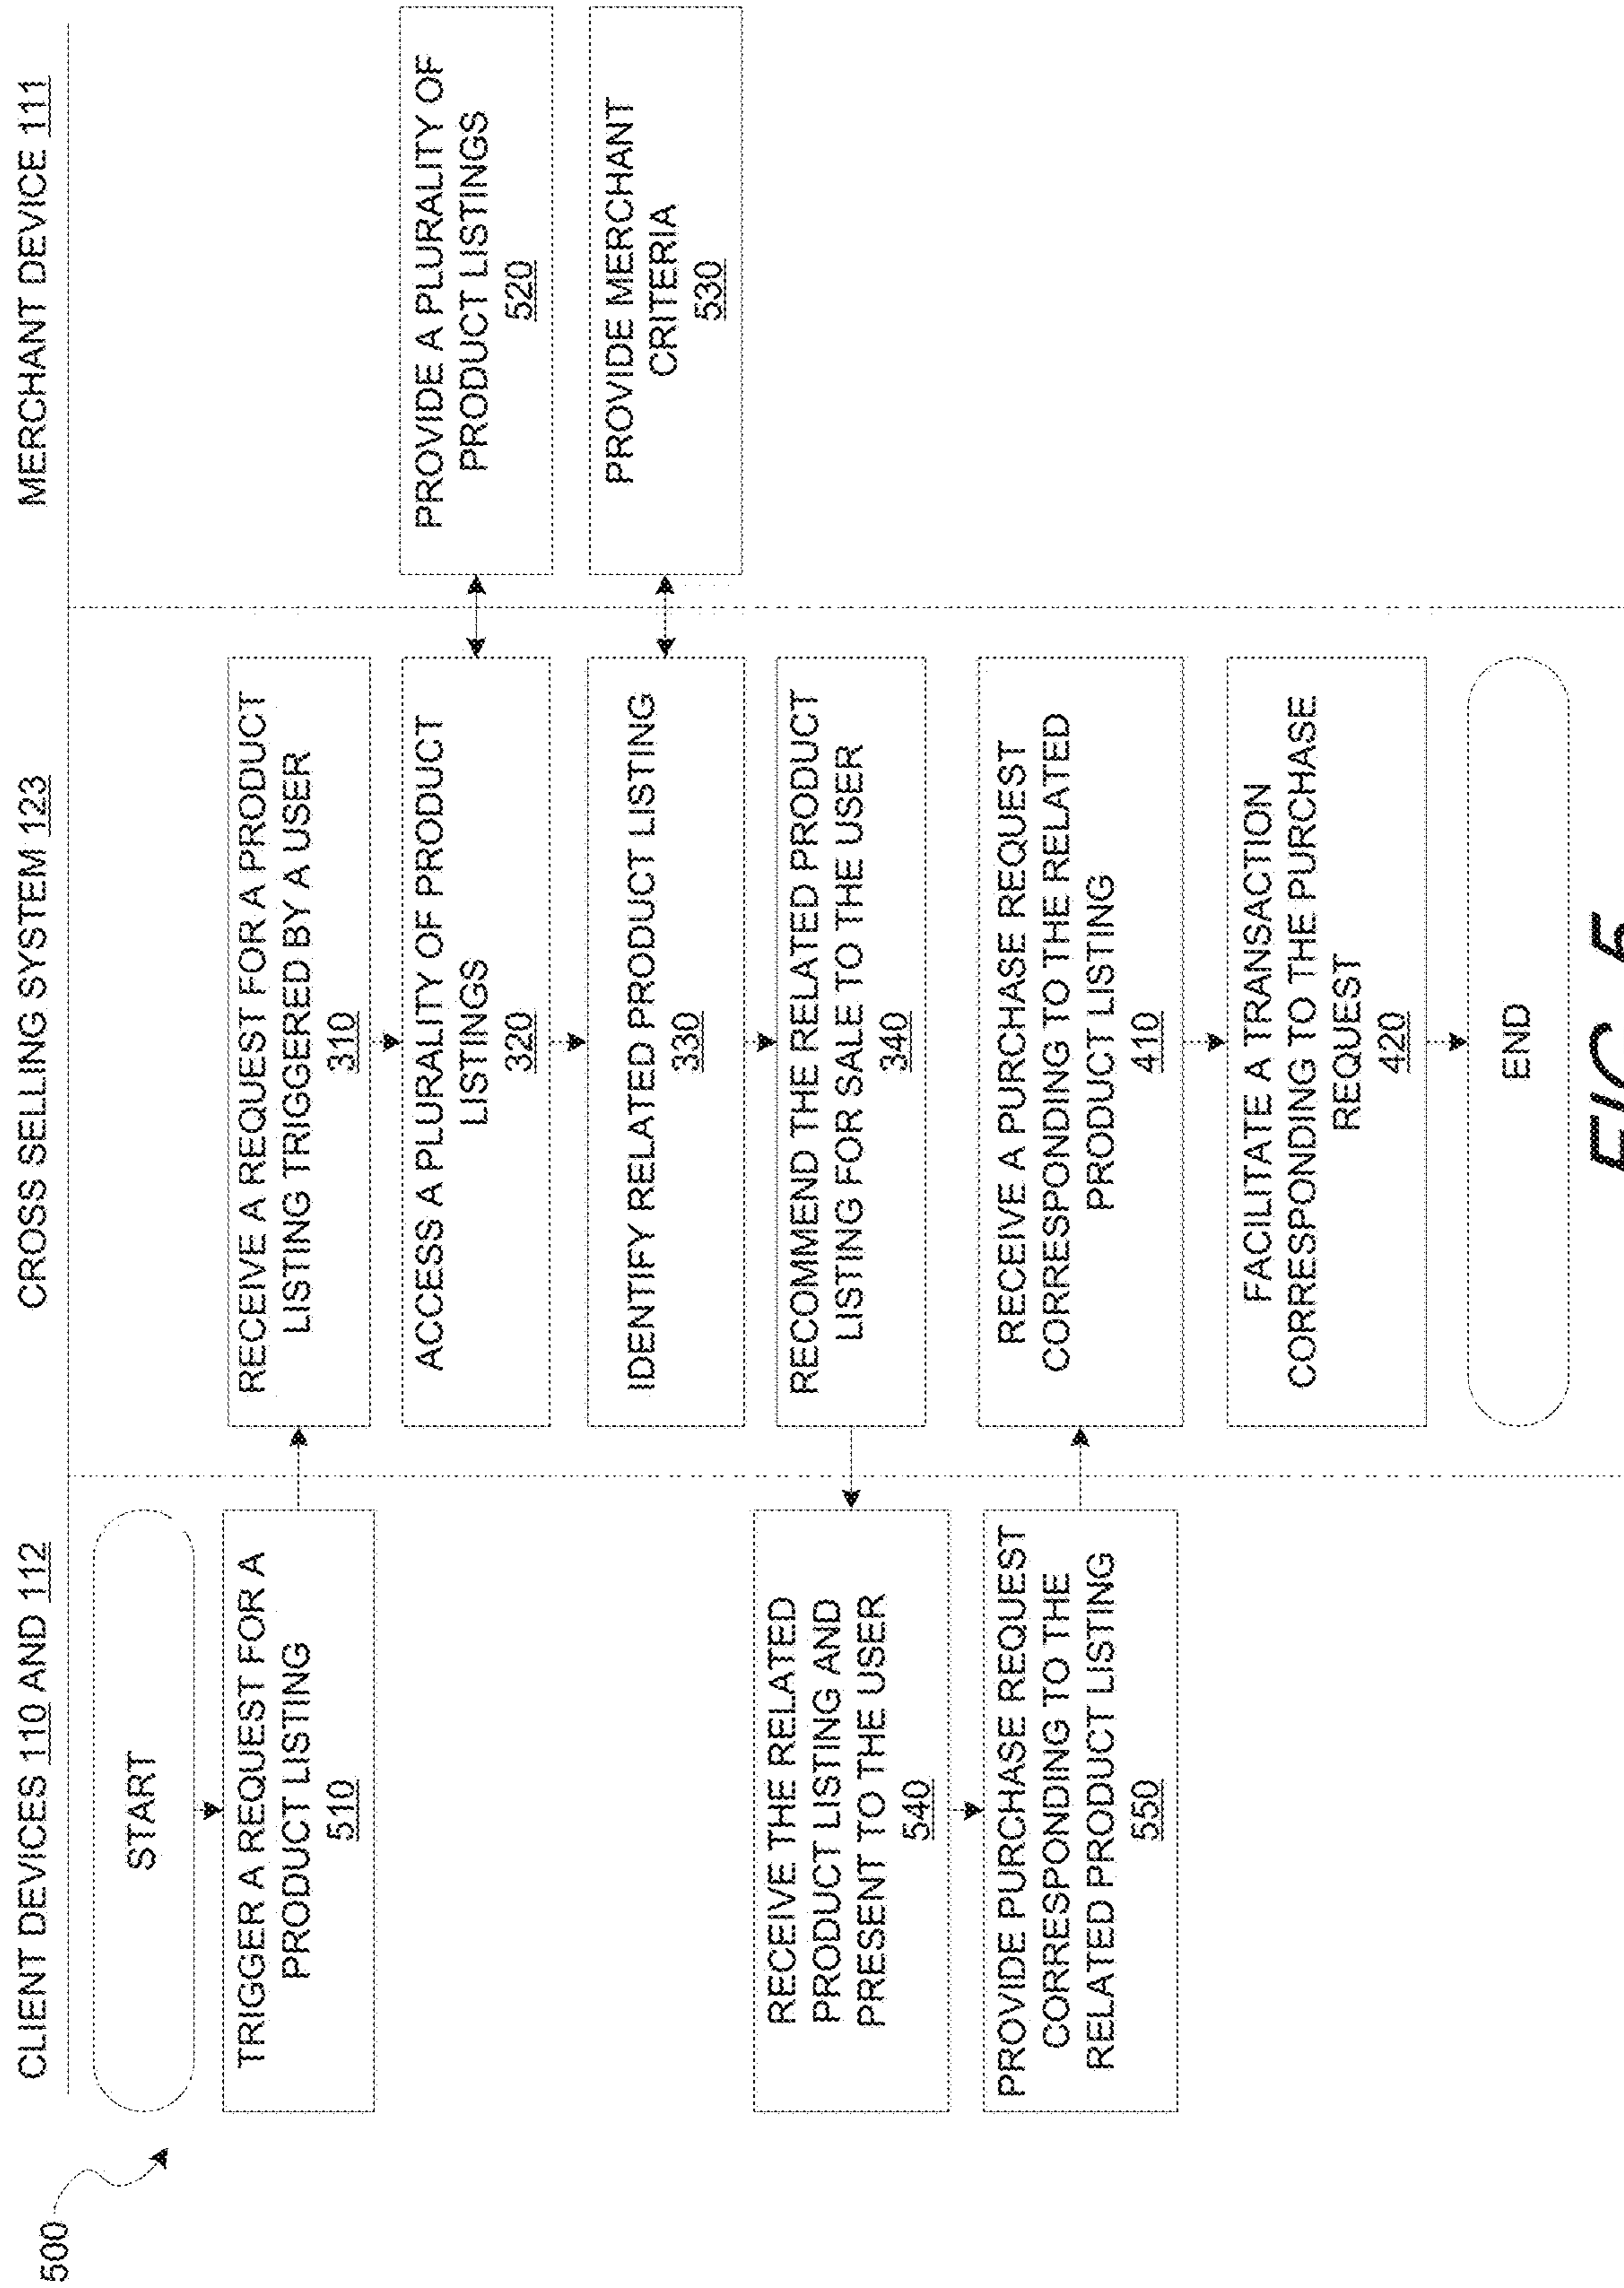 500
CLIENT DEVICES 110 AND 112
CROSS SELLING SYSTEM 123
MERCHANT DEVICE 111
START
TRIGGER A REQUEST FOR A
PRODUCT LISTING
510
RECEIVE A REQUEST FOR A PRODUCT
LISTING TRIGGERED BY A USER
310
ACCESS A PLURALITY OF PRODUCT
LISTINGS
320
PROVIDE A PLURALITY OF
PRODUCT LISTINGS
520
IDENTIFY RELATED PRODUCT LISTING
330
PROVIDE MERCHANT
CRITERIA
530
RECOMMEND THE RELATED PRODUCT
LISTING FOR SALE TO THE USER
340
RECEIVE THE RELATED
PRODUCT LISTING AND
PRESENT TO THE USER
540
PROVIDE PURCHASE REQUEST
CORRESPONDING TO THE
RELATED PRODUCT LISTING
550
RECEIVE A PURCHASE REQUEST
CORRESPONDING TO THE RELATED
PRODUCT LISTING
410
FACILITATE A TRANSACTION
CORRESPONDING TO THE PURCHASE
REQUEST
420
END
FIG. 5